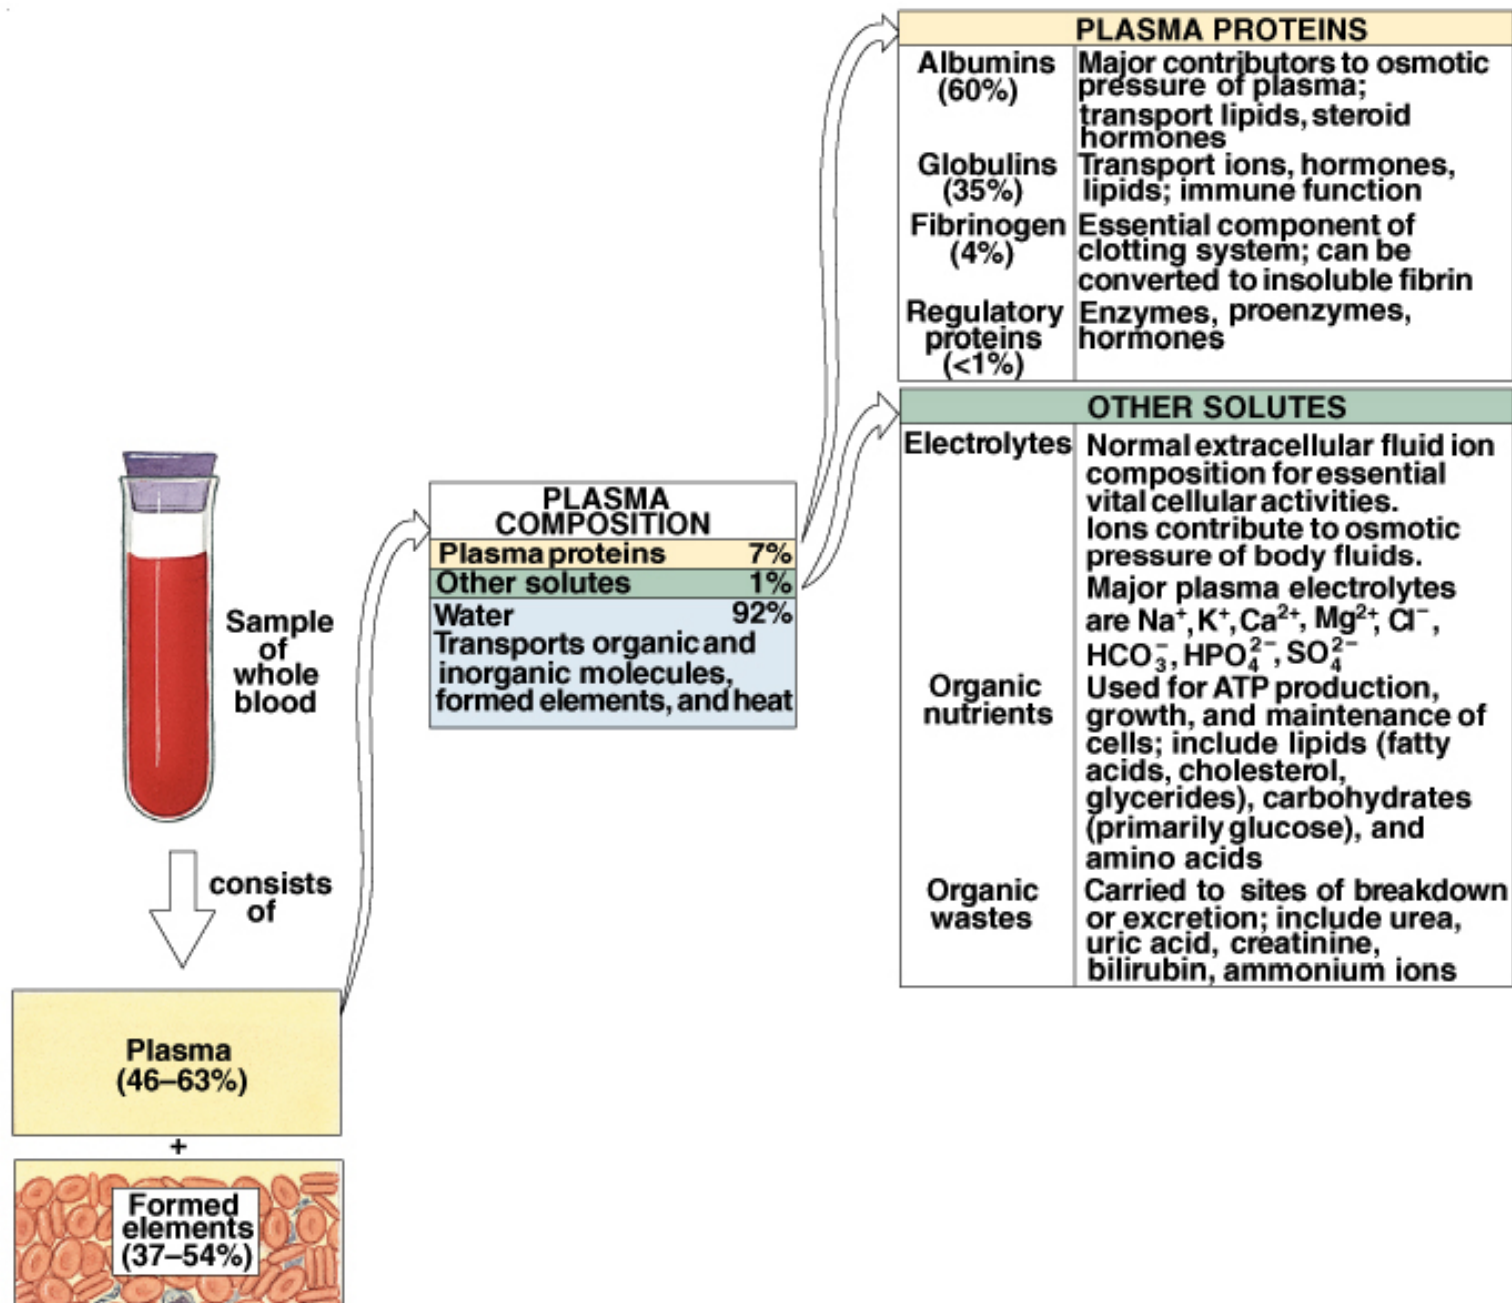 Sample
of
whole
blood
consists
of
Plasma
(46–63%)
+
Formed
elements
(37–54%)
PLASMA
COMPOSITION
Plasma proteins 7%
Other solutes 1%
Water 92%
Transports organic and
inorganic molecules,
formed elements, and heat
PLASMA PROTEINS
Albumins
(60%)
Major contributors to osmotic
pressure of plasma;
transport lipids, steroid
hormones
Globulins
(35%)
Transport ions, hormones,
lipids; immune function
Fibrinogen
(4%)
Essential component of
clotting system; can be
converted to insoluble fibrin
Regulatory
proteins
(<1%)
Enzymes, proenzymes,
hormones
OTHER SOLUTES
Electrolytes
Normal extracellular fluid ion
composition for essential
vital cellular activities.
Ions contribute to osmotic
pressure of body fluids.
Major plasma electrolytes
are Na⁺, K⁺, Ca²⁺, Mg²⁺, Cl⁻,
HCO₃⁻, HPO₄²⁻, SO₄²⁻
Organic
nutrients
Used for ATP production,
growth, and maintenance of
cells; include lipids (fatty
acids, cholesterol,
glycerides), carbohydrates
(primarily glucose), and
amino acids
Organic
wastes
Carried to sites of breakdown
or excretion; include urea,
uric acid, creatinine,
bilirubin, ammonium ions